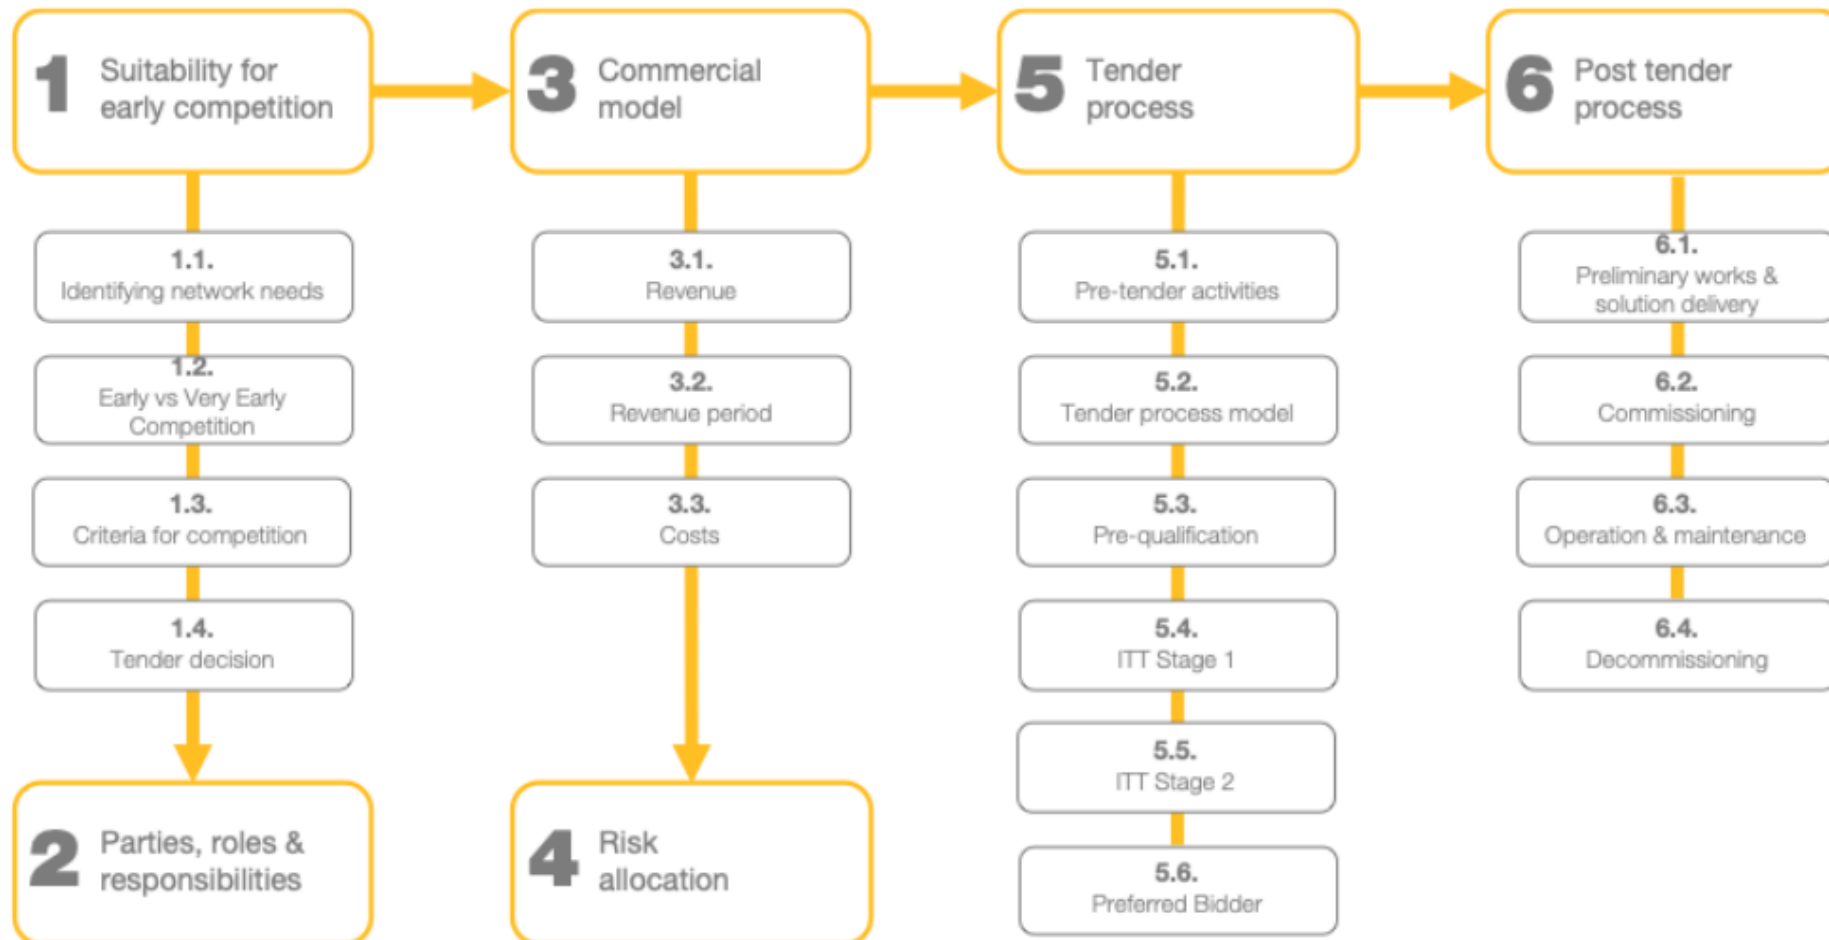 1 Suitability for
early competition
1.1.
Identifying network needs
1.2.
Early vs Very Early
Competition
1.3.
Criteria for competition
1.4.
Tender decision
2 Parties, roles &
responsibilities
3 Commercial
model
3.1.
Revenue
3.2.
Revenue period
3.3.
Costs
4 Risk
allocation
5 Tender
process
5.1.
Pre-tender activities
5.2.
Tender process model
5.3.
Pre-qualification
5.4.
ITT Stage 1
5.5.
ITT Stage 2
5.6.
Preferred Bidder
6 Post tender
process
6.1.
Preliminary works &
solution delivery
6.2.
Commissioning
6.3.
Operation & maintenance
6.4.
Decommissioning